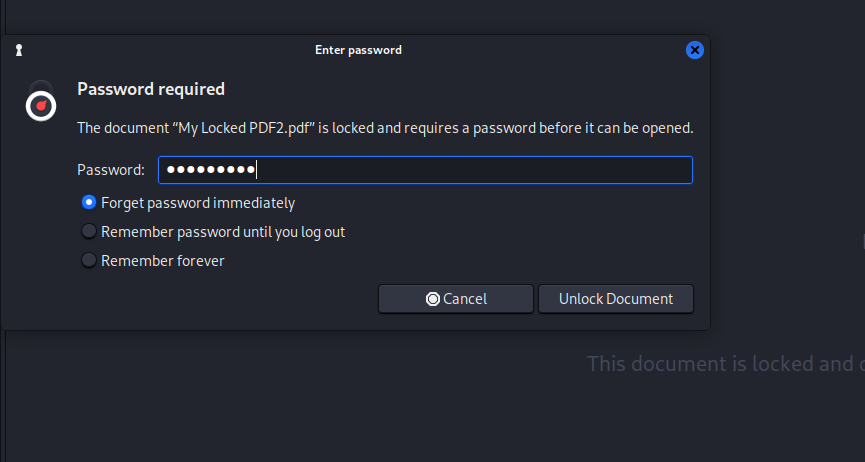 Enter password
Password required
The document “My Locked PDF2.pdf” is locked and requires a password before it can be opened.
Password: ●●●●●●●●●
Forget password immediately
Remember password until you log out
Remember forever
Cancel
Unlock Document
This document is locked and